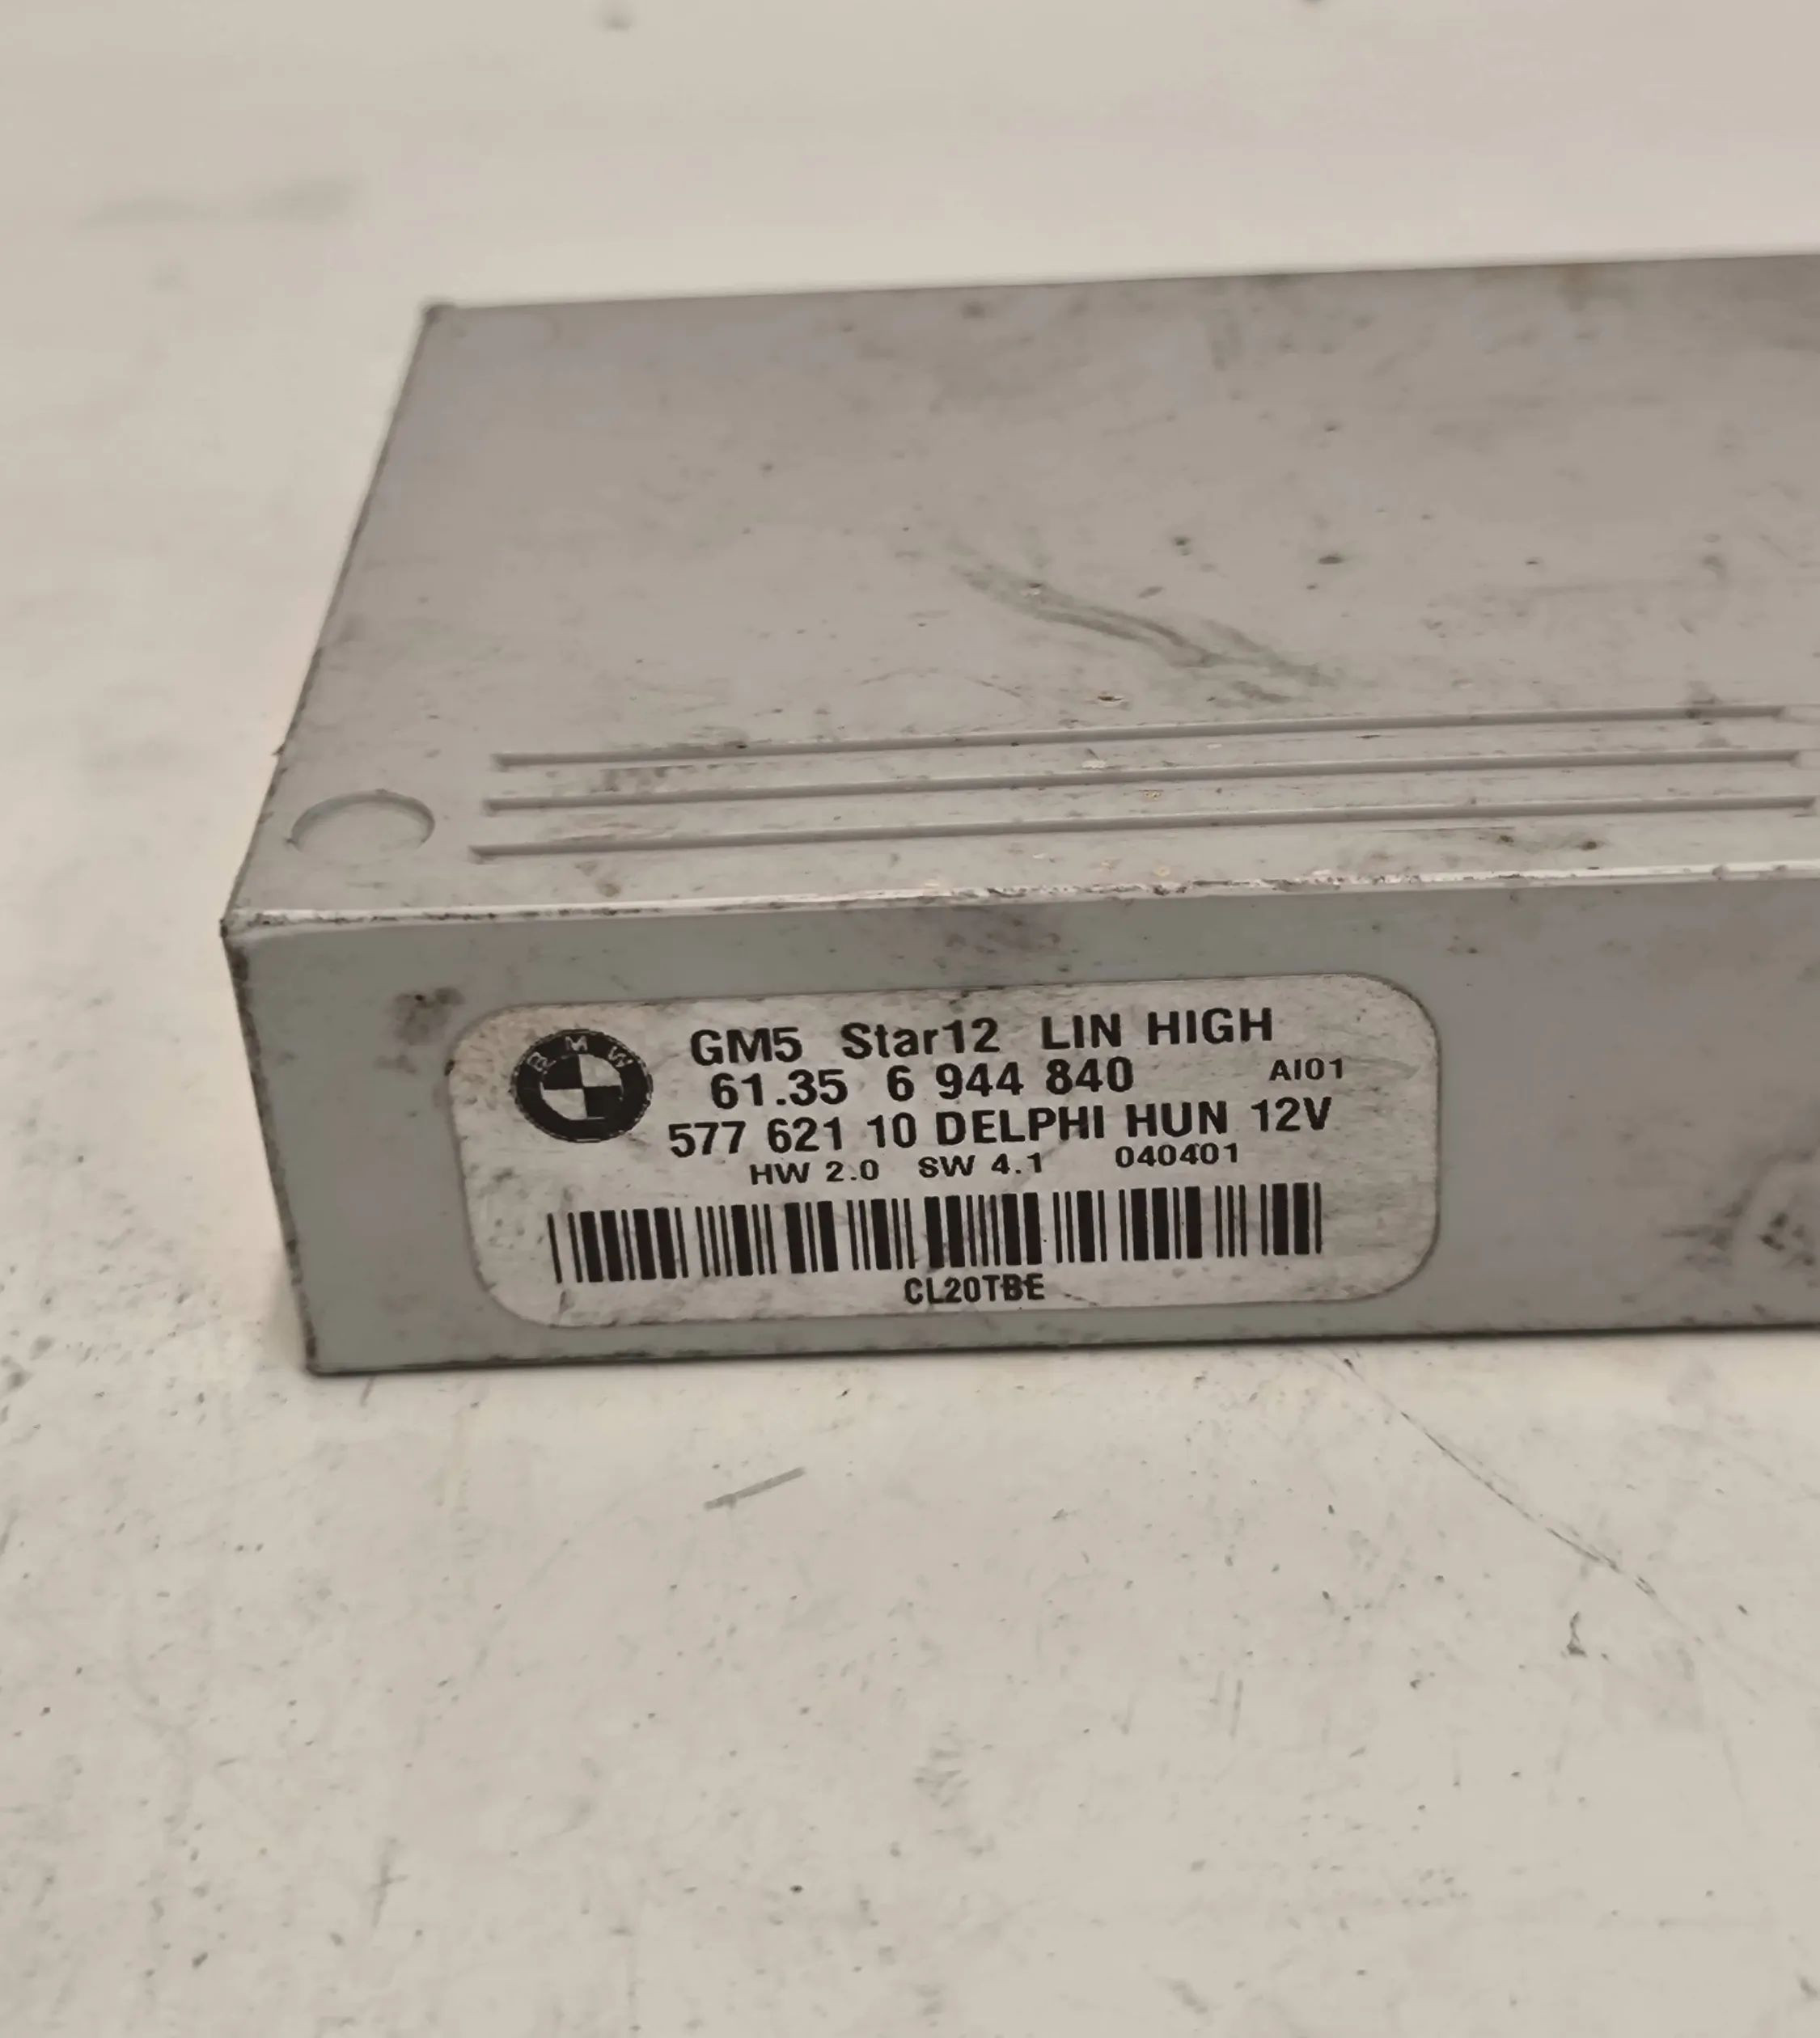 BMW
GM5 Star12 LIN HIGH
61.35 6 944 840 AI01
577 621 10 DELPHI HUN 12V
HW 2.0 SW 4.1 040401
CL20TBE